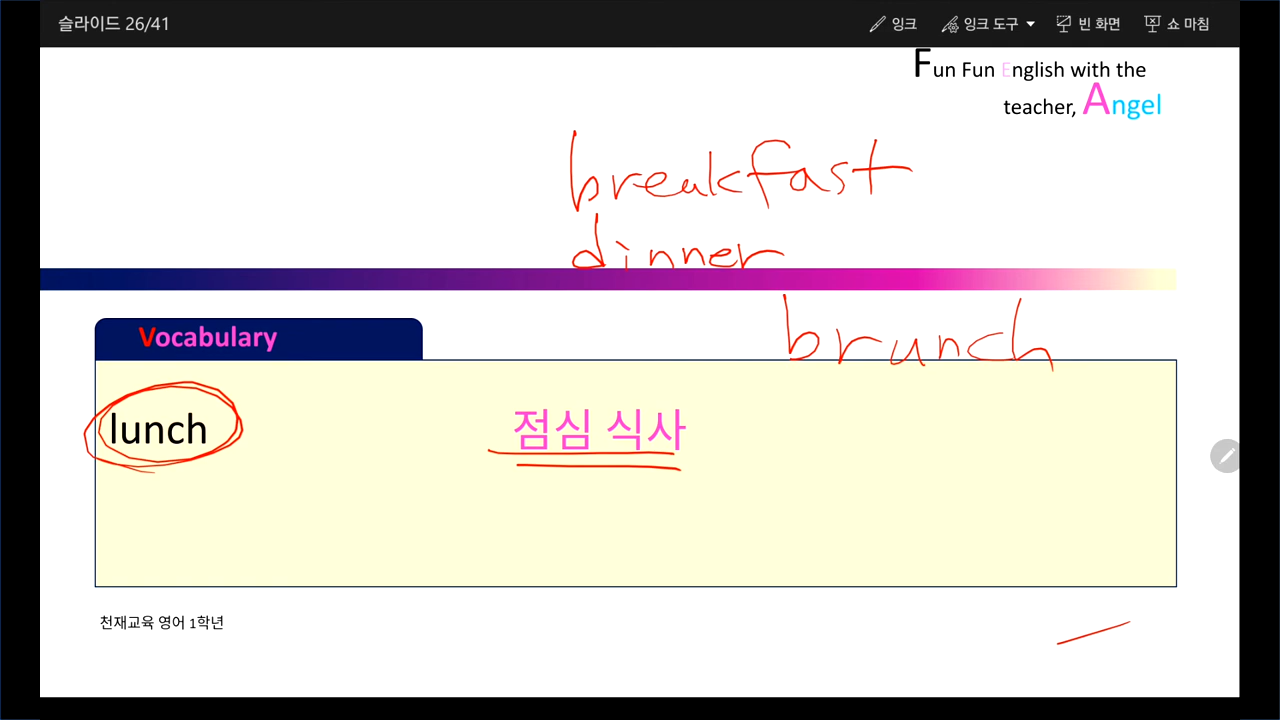 슬라이드 26/41
잉크 잉크 도구 빈 화면 쇼 마침
Fun Fun English with the
teacher, Angel
breakfast
dinner
brunch
Vocabulary
lunch 점심 식사
천재교육 영어 1학년